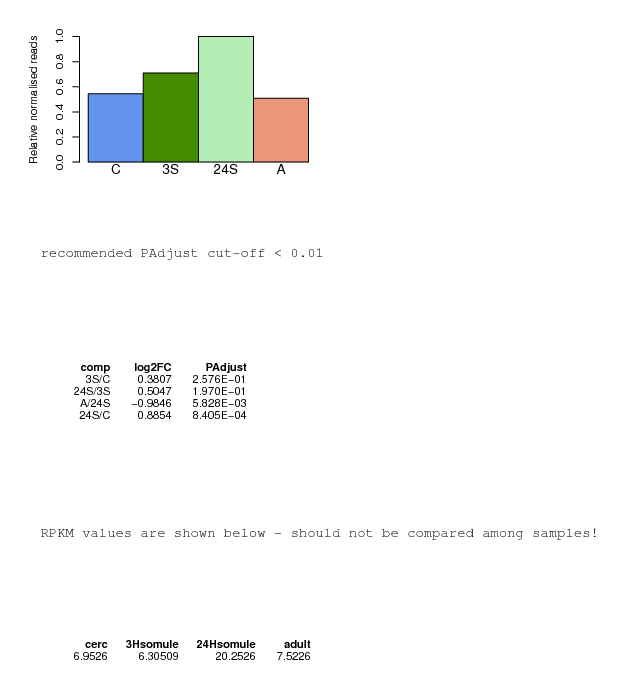 Relative normalised reads
1.0
0.8
0.6
0.4
0.2
0.0
C 3S 24S A
recommended PAdjust cut-off < 0.01
comp log2FC PAdjust
3S/C 0.3807 2.576E-01
24S/3S 0.5047 1.970E-01
A/24S -0.9846 5.828E-03
24S/C 0.8854 8.405E-04
RPKM values are shown below - should not be compared among samples!
cerc 3Hsomule 24Hsomule adult
6.9526 6.30509 20.2526 7.5226